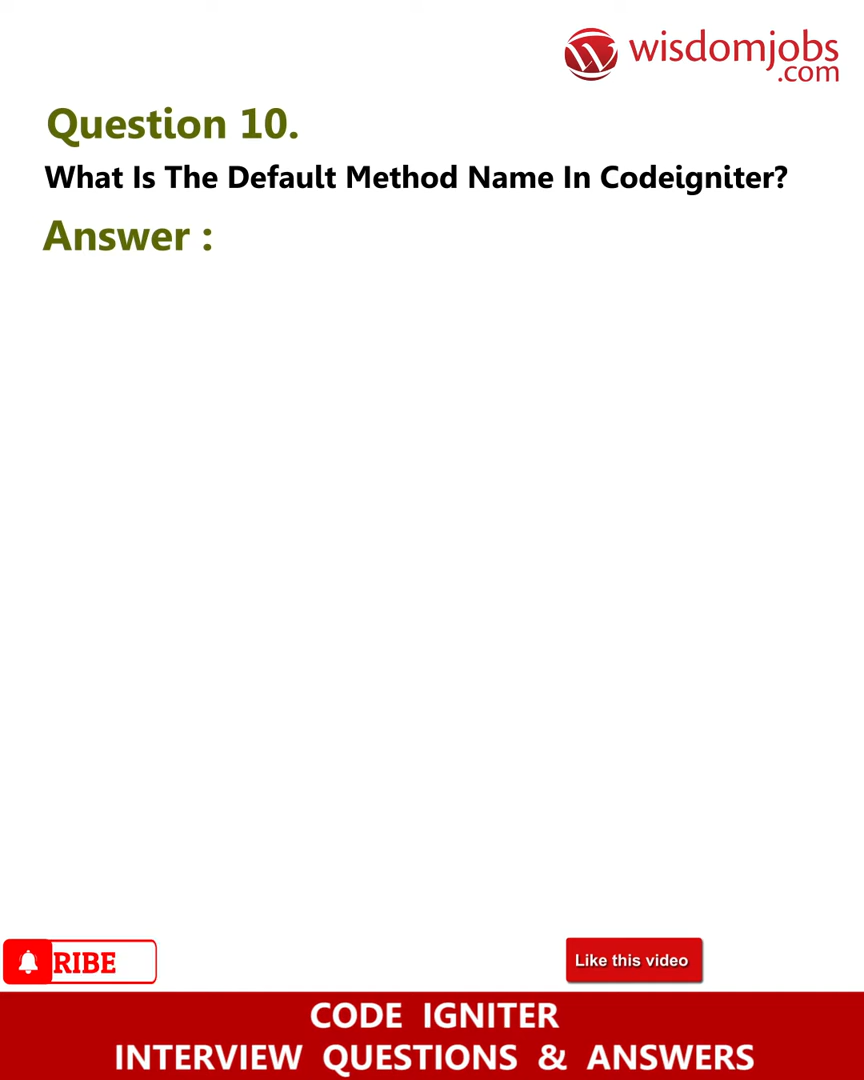 wisdomjobs
.com
Question 10.
What Is The Default Method Name In Codeigniter?
Answer :
RIBE
Like this video
CODE IGNITER
INTERVIEW QUESTIONS & ANSWERS